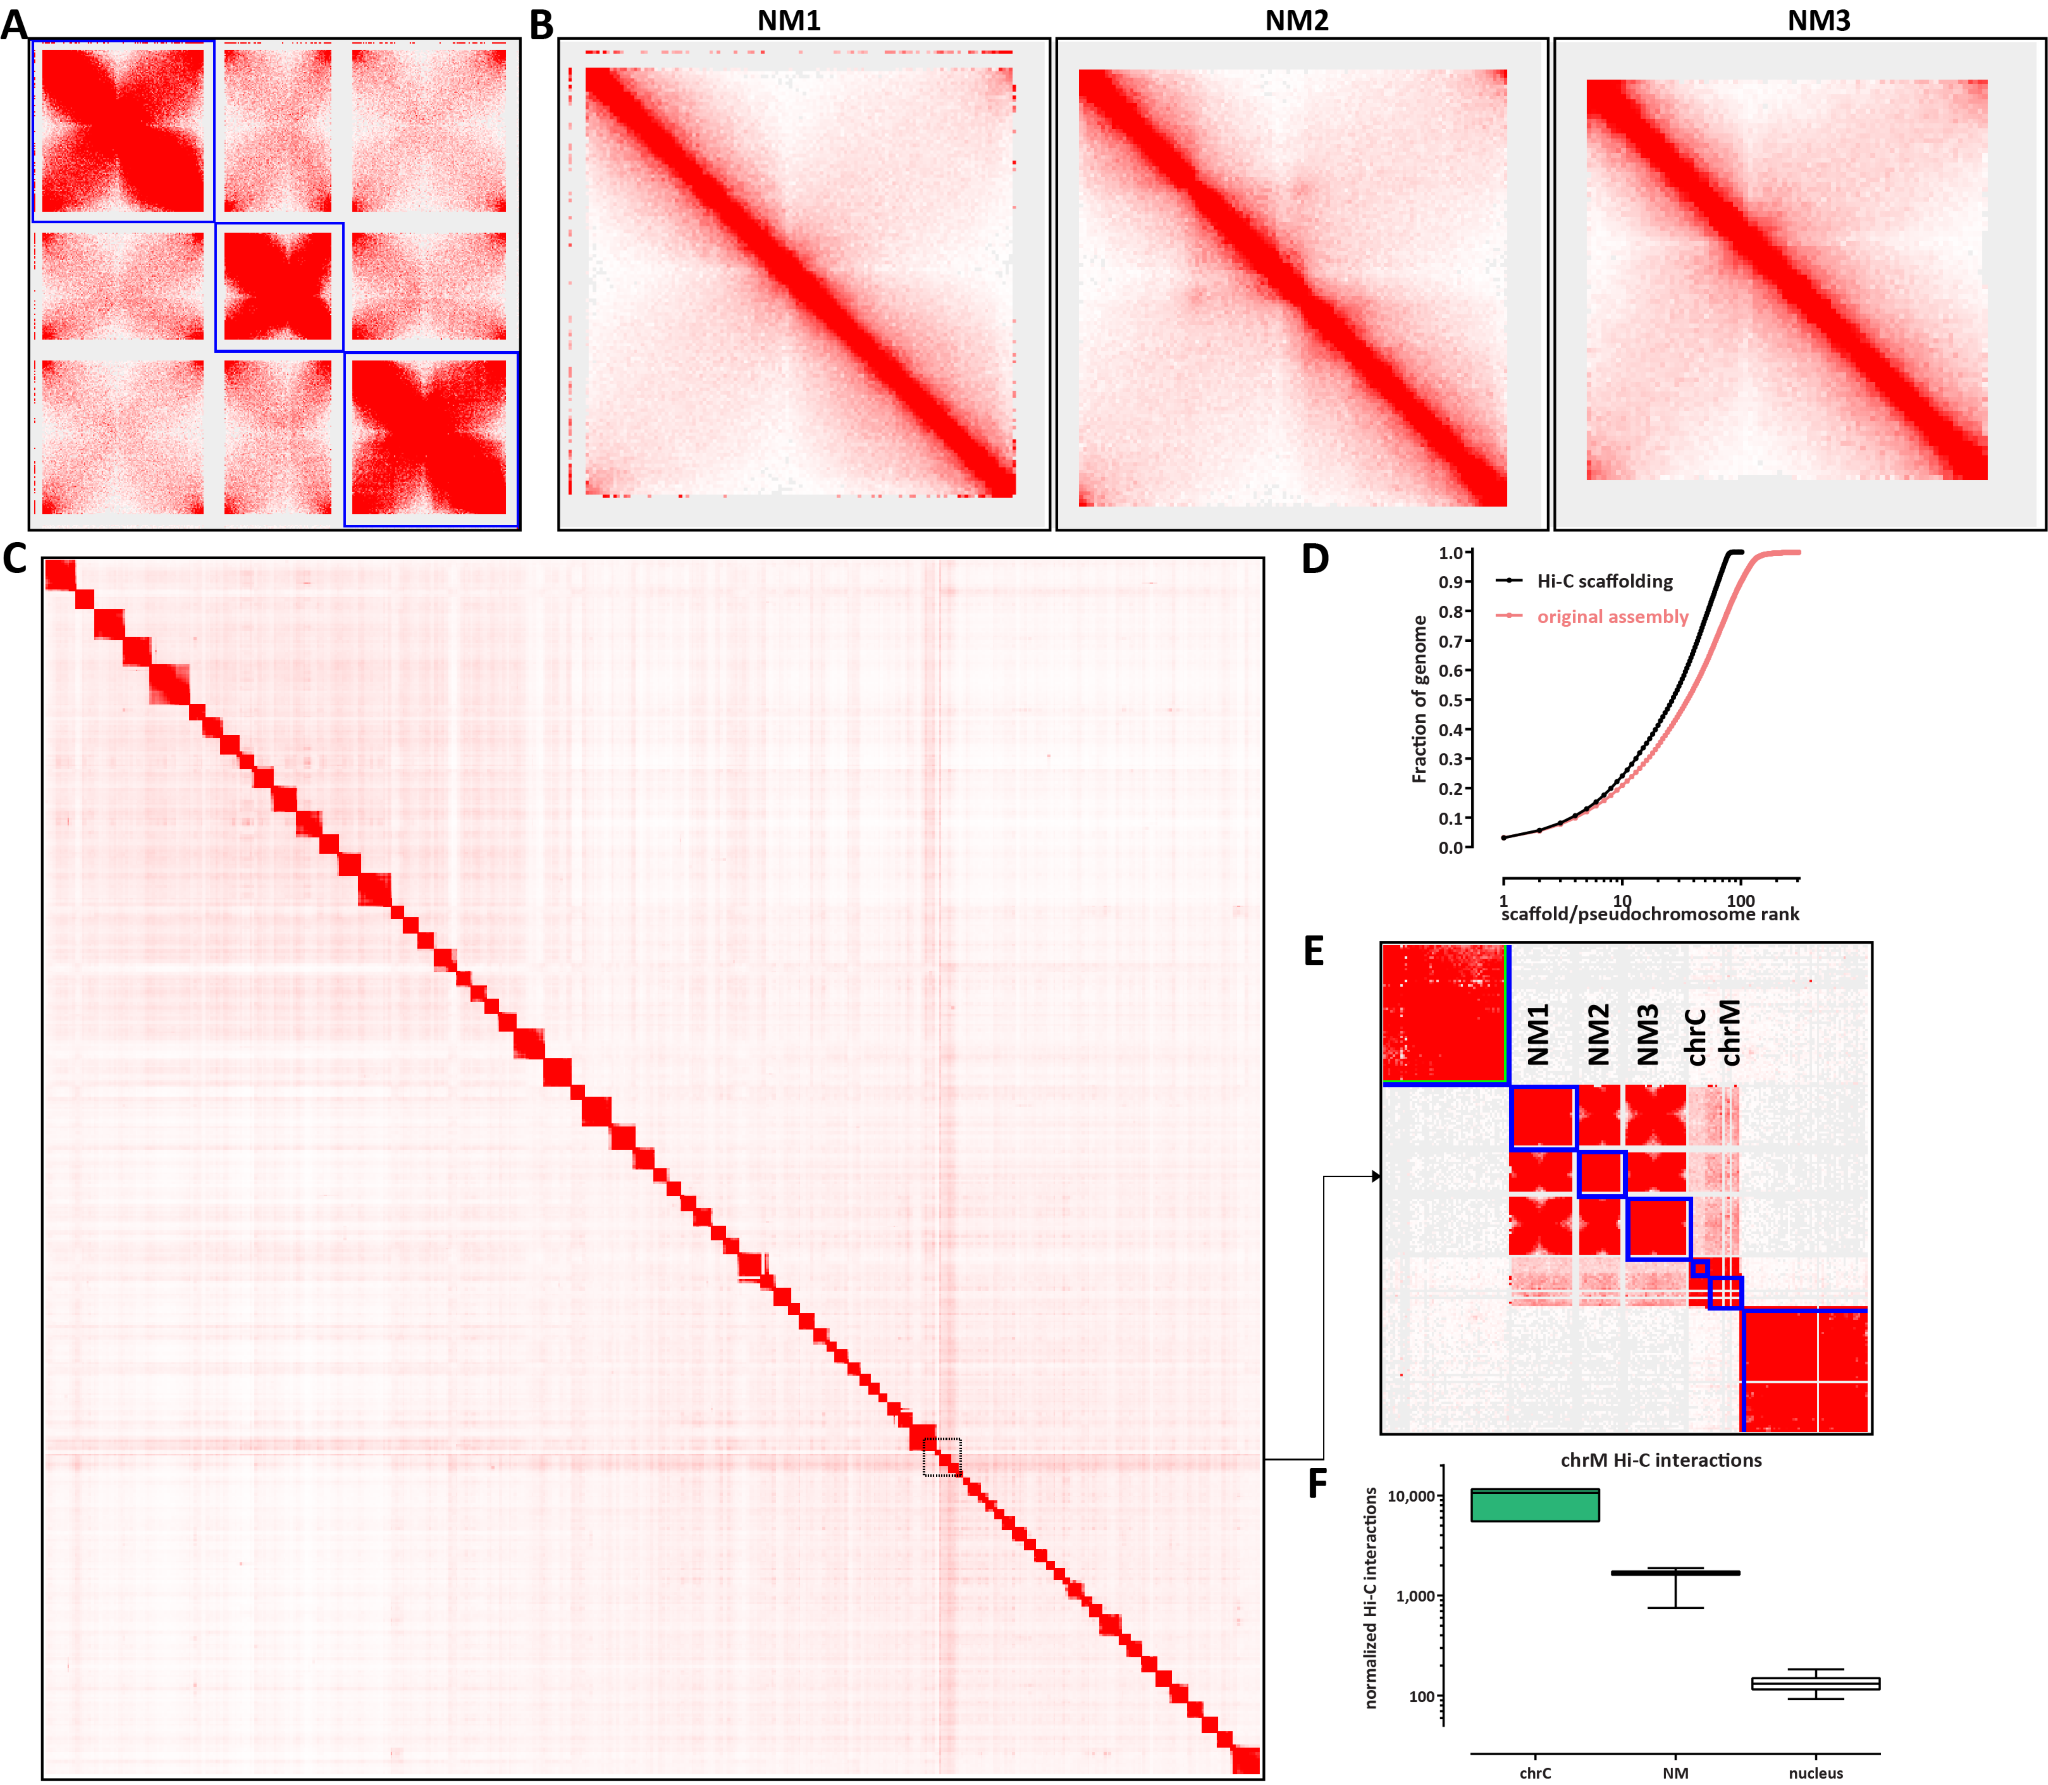 A
B
NM1
NM2
NM3
C
D
1.0
0.9
0.8
0.7
0.6
0.5
0.4
0.3
0.2
0.1
0.0
Fraction of genome
Hi-C scaffolding
original assembly
1
10
100
scaffold/pseudochromosome rank
E
NM1
NM2
NM3
chrC
chrM
F
chrM Hi-C interactions
normalized Hi-C interactions
10,000
1,000
100
chrC
NM
nucleus